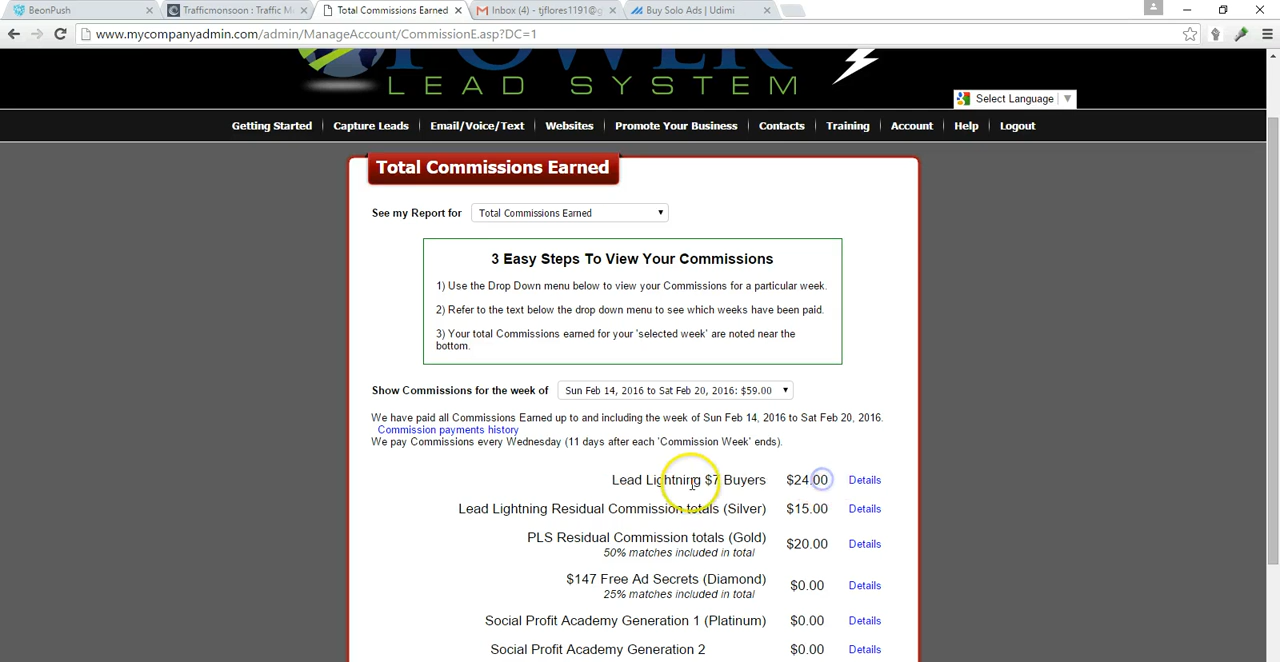 BeonPush
Trafficmonsoon : Traffic M
Total Commissions Earned
Inbox (4) - tjflores1191@g
Buy Solo Ads | Udimi
www.mycompanyadmin.com/admin/ManageAccount/CommissionE.asp?DC=1
POWER
LEAD SYSTEM
Select Language
Getting Started
Capture Leads
Email/Voice/Text
Websites
Promote Your Business
Contacts
Training
Account
Help
Logout
Total Commissions Earned
See my Report for Total Commissions Earned
3 Easy Steps To View Your Commissions
1) Use the Drop Down menu below to view your Commissions for a particular week.
2) Refer to the text below the drop down menu to see which weeks have been paid.
3) Your total Commissions earned for your 'selected week' are noted near the
bottom.
Show Commissions for the week of Sun Feb 14, 2016 to Sat Feb 20, 2016: $59.00
We have paid all Commissions Earned up to and including the week of Sun Feb 14, 2016 to Sat Feb 20, 2016.
Commission payments history
We pay Commissions every Wednesday (11 days after each 'Commission Week' ends).
Lead Lightning $7 Buyers $24.00 Details
Lead Lightning Residual Commission totals (Silver) $15.00 Details
PLS Residual Commission totals (Gold) $20.00 Details
50% matches included in total
$147 Free Ad Secrets (Diamond) $0.00 Details
25% matches included in total
Social Profit Academy Generation 1 (Platinum) $0.00 Details
Social Profit Academy Generation 2 $0.00 Details